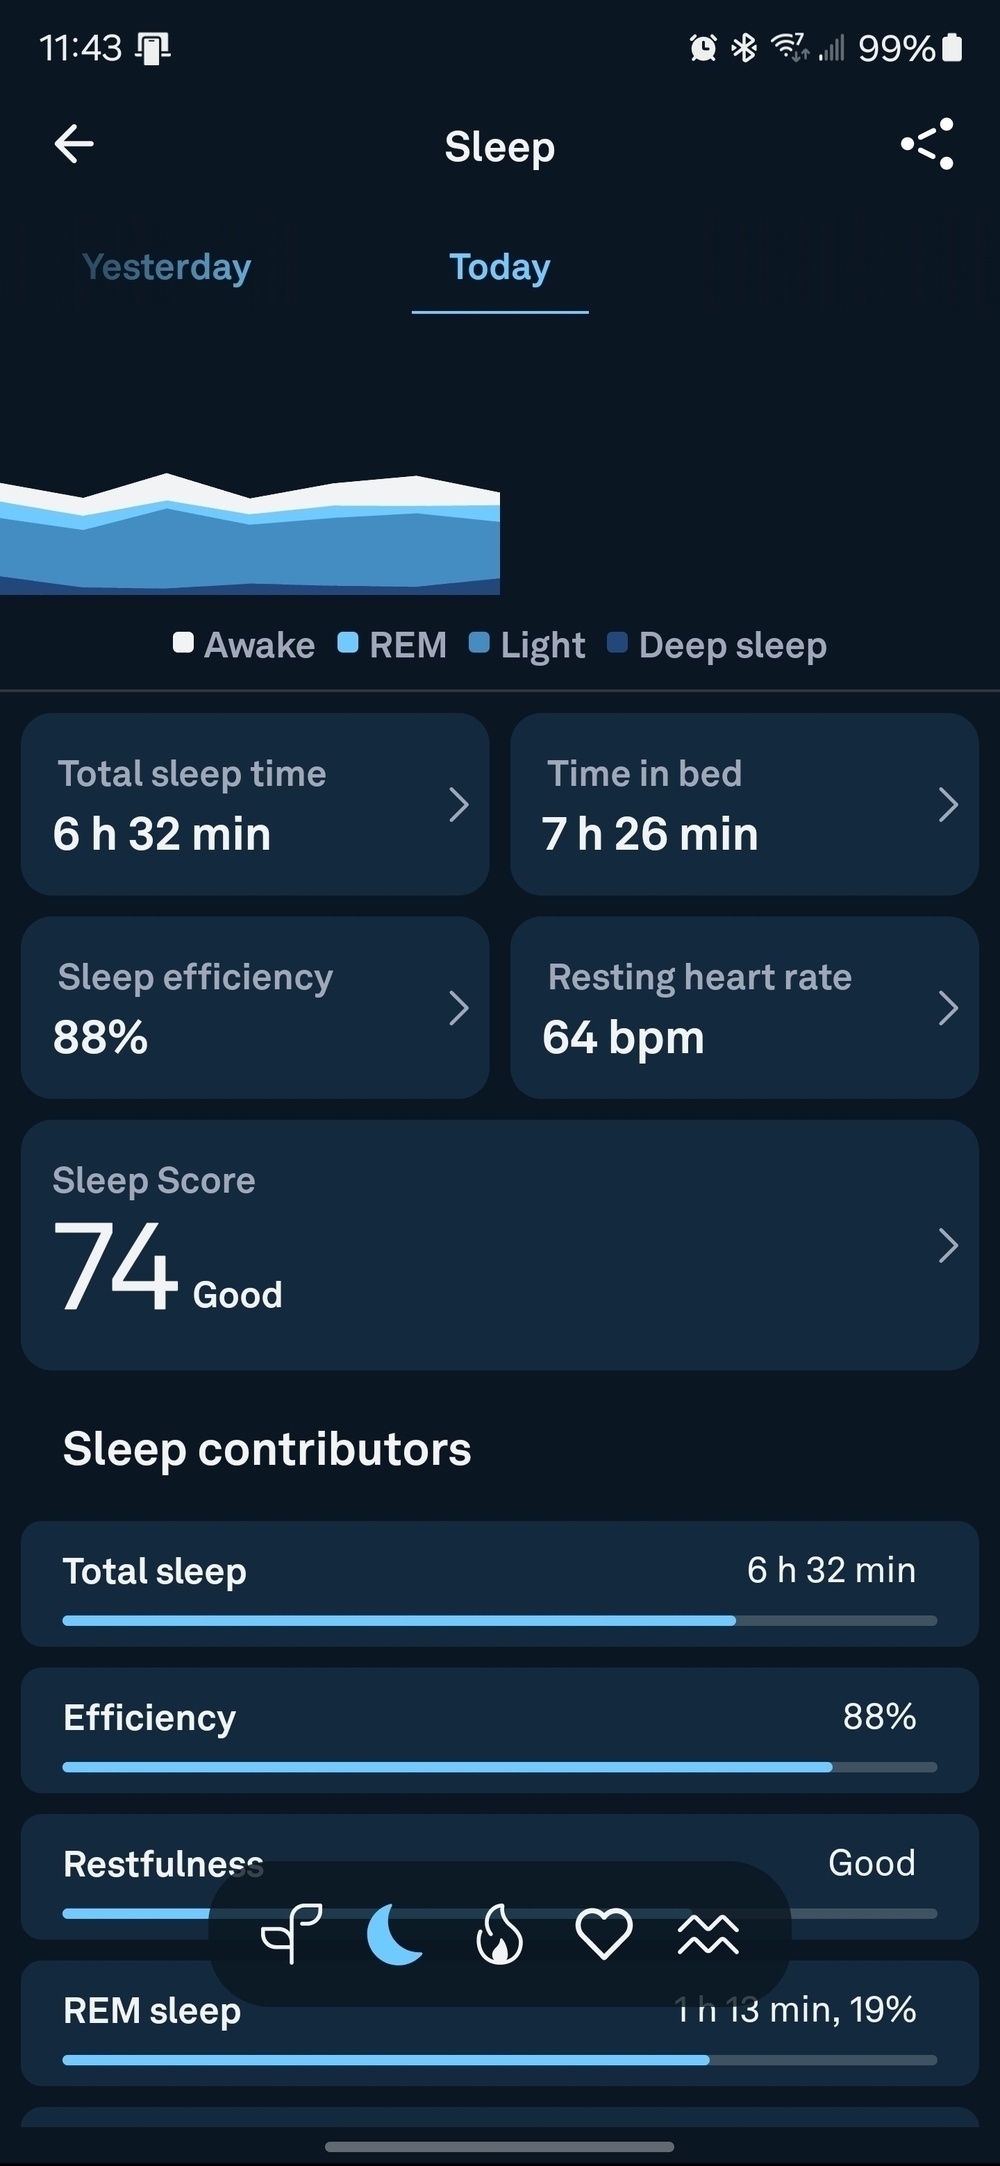 11:43 7 99%
Sleep
Yesterday Today
Awake REM Light Deep sleep
Total sleep time
6 h 32 min
Time in bed
7 h 26 min
Sleep efficiency
88%
Resting heart rate
64 bpm
Sleep Score
74 Good
Sleep contributors
Total sleep 6 h 32 min
Efficiency 88%
Restfulness Good
REM sleep 1 h 13 min, 19%